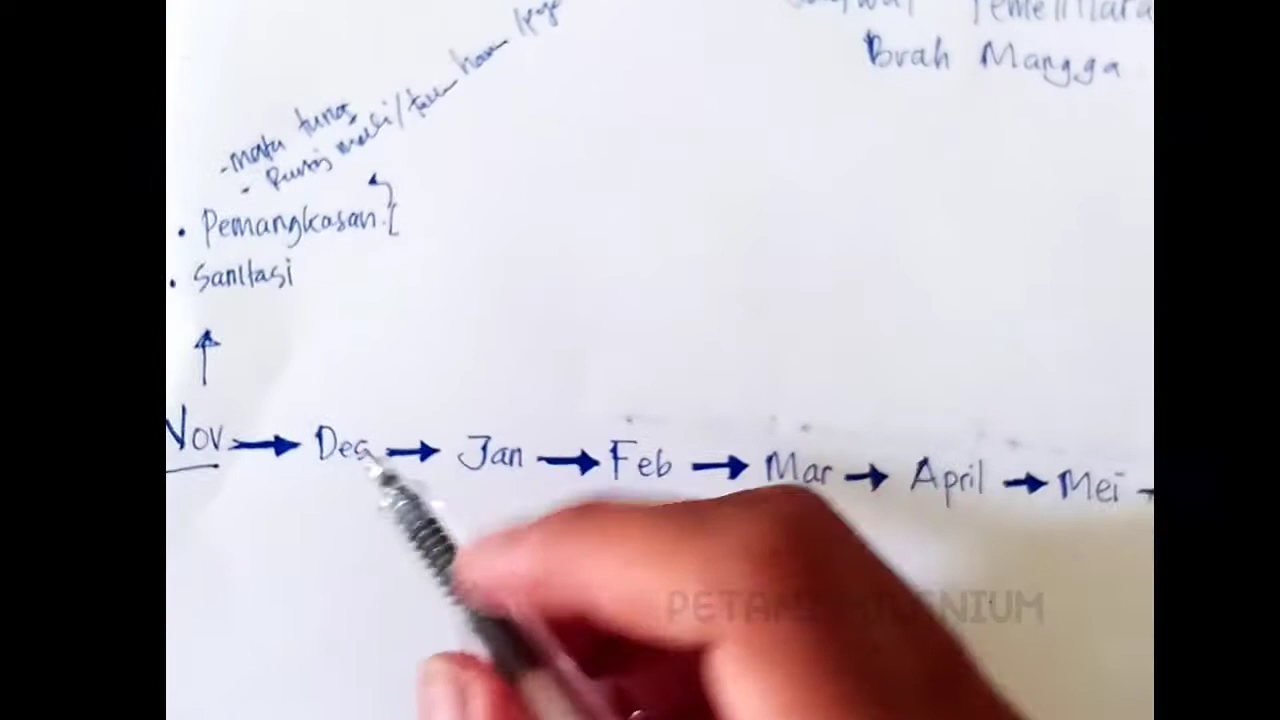 Buah Mangga
- mata tunas
-
• Pemangkasan
• Sanitasi
Nov → Des → Jan → Feb → Mar → April → Mei
PETANI MILENIUM